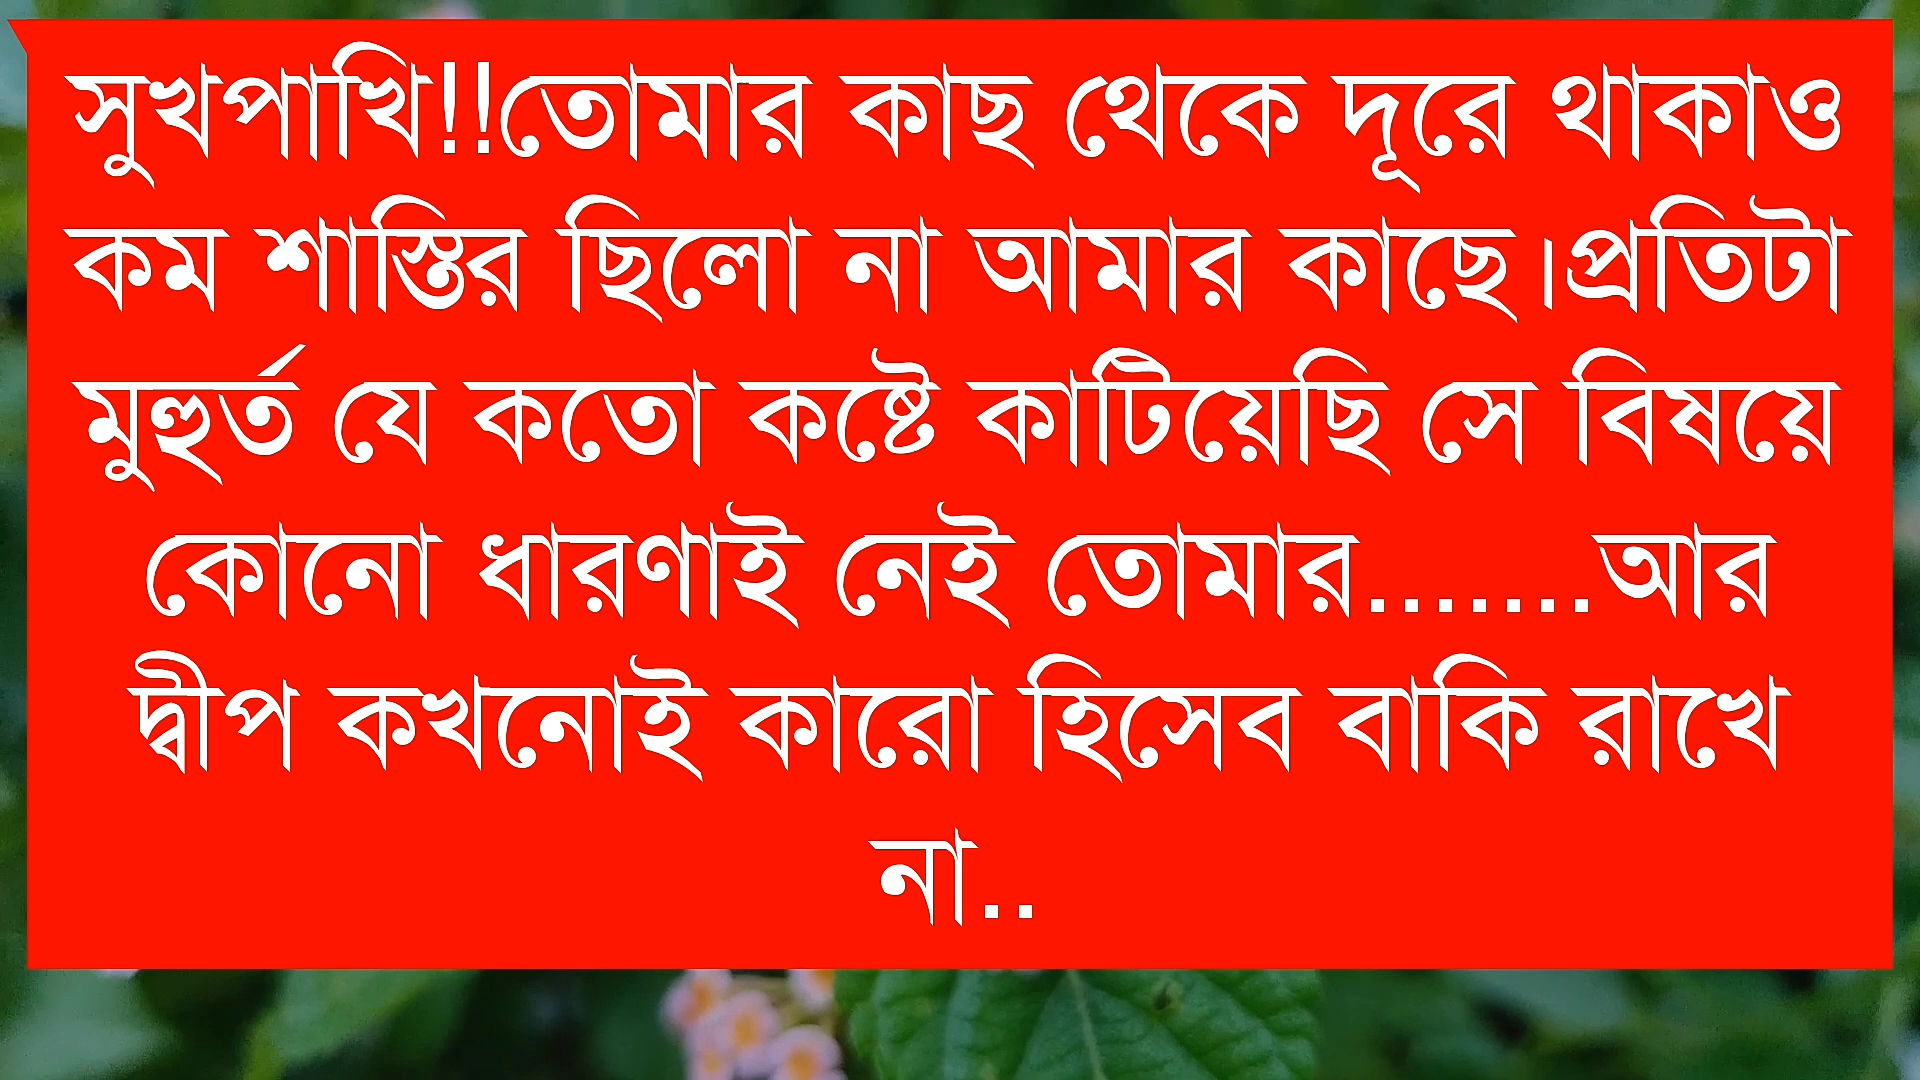 সুখপাখি!!তোমার কাছ থেকে দূরে থাকাও
কম শাস্তির ছিলো না আমার কাছে।প্রতিটা
মুহুর্ত যে কতো কষ্টে কাটিয়েছি সে বিষয়ে
কোনো ধারণাই নেই তোমার.......আর
দ্বীপ কখনোই কারো হিসেব বাকি রাখে
না..